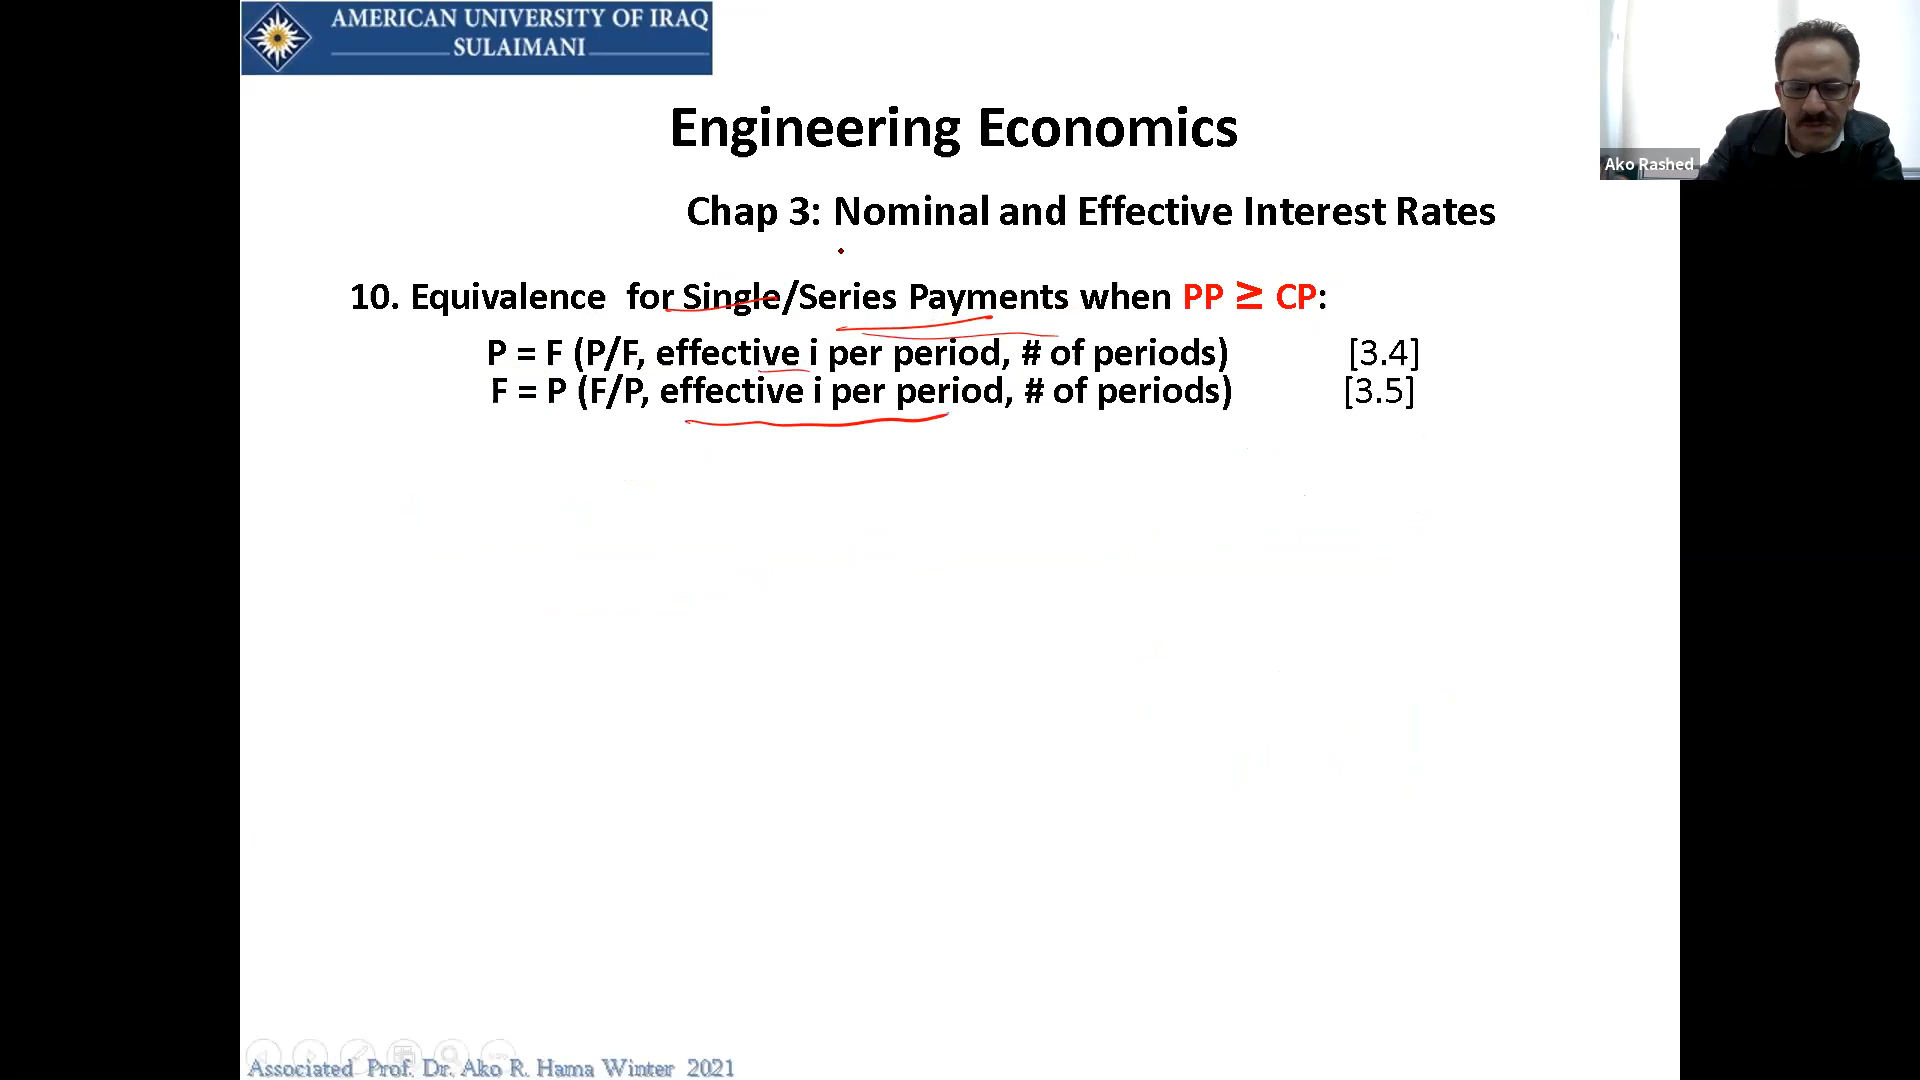 AMERICAN UNIVERSITY OF IRAQ
SULAIMANI
Ako Rashed
Engineering Economics
Chap 3: Nominal and Effective Interest Rates
10. Equivalence for Single/Series Payments when PP ≥ CP:
P = F (P/F, effective i per period, # of periods) [3.4]
F = P (F/P, effective i per period, # of periods) [3.5]
Associated Prof. Dr. Ako R. Hama Winter 2021